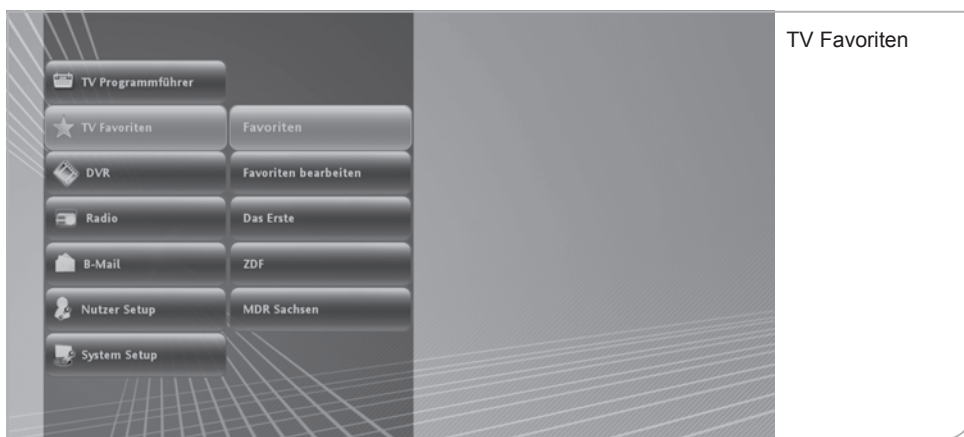 TV Programmführer
TV Favoriten
DVR
Radio
B-Mail
Nutzer Setup
System Setup
Favoriten
Favoriten bearbeiten
Das Erste
ZDF
MDR Sachsen
TV Favoriten